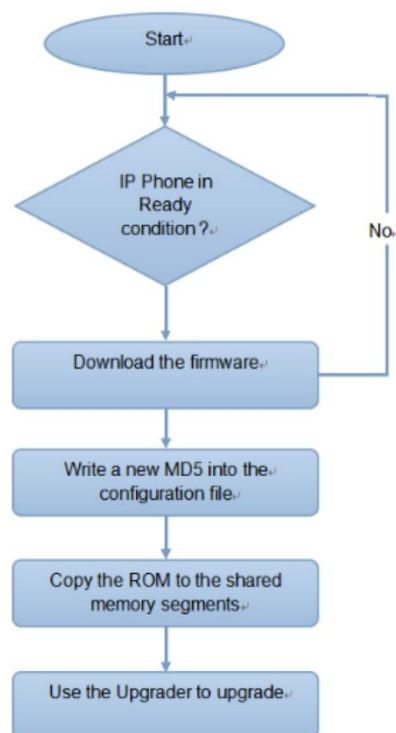 Start
IP Phone in
Ready
condition?
No
Download the firmware
Write a new MD5 into the
configuration file
Copy the ROM to the shared
memory segments
Use the Upgrader to upgrade